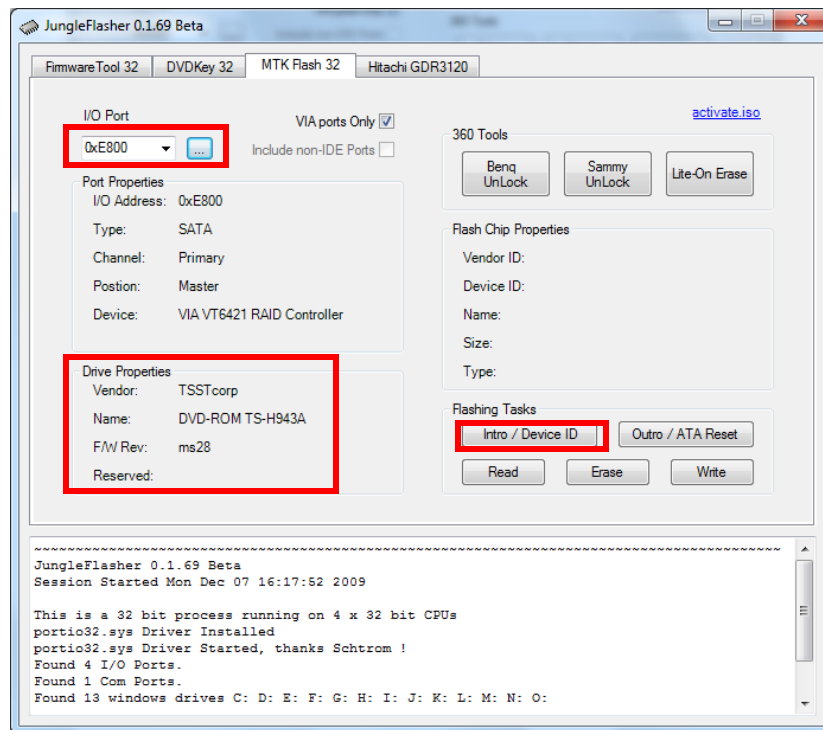 JungleFlasher 0.1.69 Beta
FirmwareTool 32
DVDKey 32
MTK Flash 32
Hitachi GDR3120
I/O Port
VIA ports Only
0xE800
...
Include non-IDE Ports
activate.iso
Port Properties
I/O Address: 0xE800
Type: SATA
Channel: Primary
Postion: Master
Device: VIA VT6421 RAID Controller
Drive Properties
Vendor: TSSTcorp
Name: DVD-ROM TS-H943A
F/W Rev: ms28
Reserved:
360 Tools
Benq
UnLock
Sammy
UnLock
Lite-On Erase
Flash Chip Properties
Vendor ID:
Device ID:
Name:
Size:
Type:
Flashing Tasks
Intro / Device ID
Outro / ATA Reset
Read
Erase
Write
JungleFlasher 0.1.69 Beta
Session Started Mon Dec 07 16:17:52 2009
This is a 32 bit process running on 4 x 32 bit CPUs
portio32.sys Driver Installed
portio32.sys Driver Started, thanks Schtrom !
Found 4 I/O Ports.
Found 1 Com Ports.
Found 13 windows drives C: D: E: F: G: H: I: J: K: L: M: N: O: